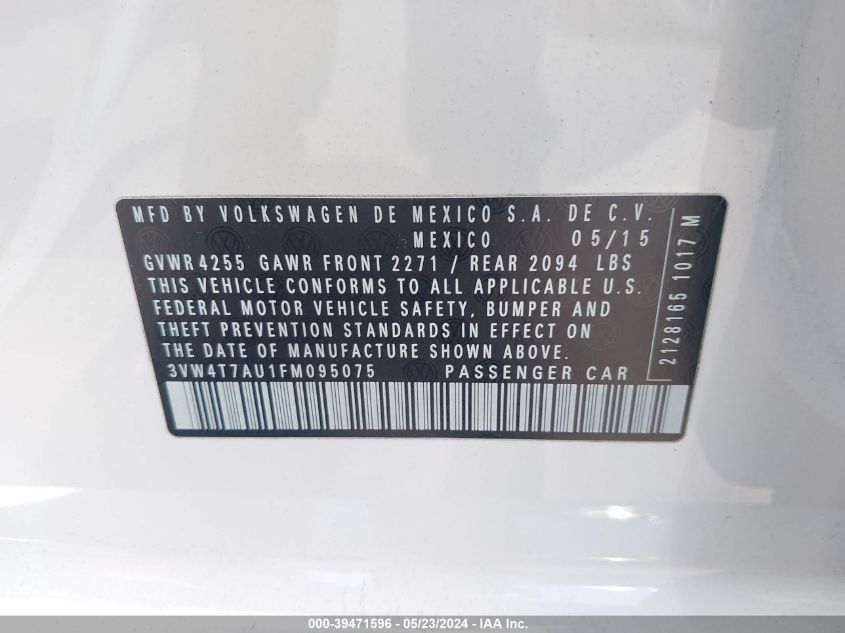 MFD BY VOLKSWAGEN DE MEXICO S.A. DE C.V.
MEXICO 05/15
GVWR 4255 GAWR FRONT 2271 / REAR 2094 LBS
THIS VEHICLE CONFORMS TO ALL APPLICABLE U.S.
FEDERAL MOTOR VEHICLE SAFETY, BUMPER AND
THEFT PREVENTION STANDARDS IN EFFECT ON
THE DATE OF MANUFACTURE SHOWN ABOVE.
3VW4T7AU1FM095075 PASSENGER CAR
2128165 1017 M
000-39471596 - 05/23/2024 - IAA Inc.